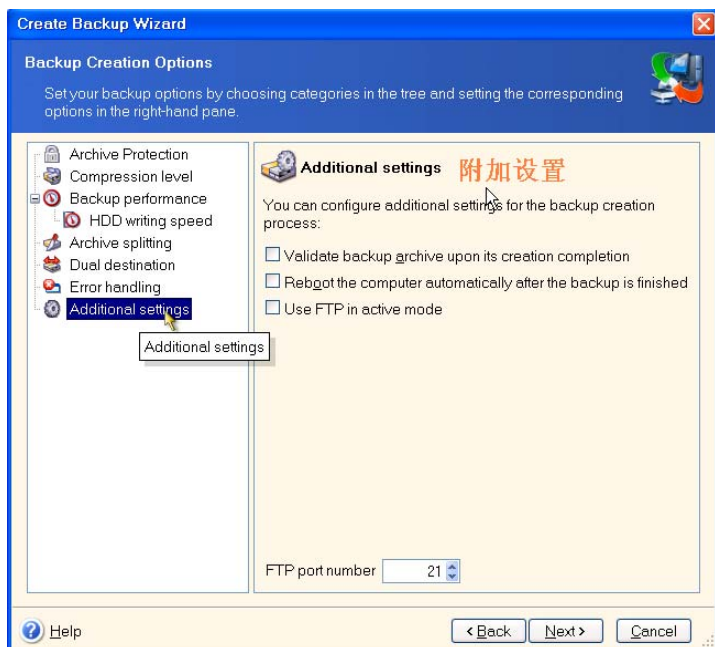 Create Backup Wizard
Backup Creation Options
Set your backup options by choosing categories in the tree and setting the corresponding
options in the right-hand pane.
Archive Protection
Compression level
Backup performance
HDD writing speed
Archive splitting
Dual destination
Error handling
Additional settings
Additional settings
Additional settings 附加设置
You can configure additional settings for the backup creation
process:
Validate backup archive upon its creation completion
Reboot the computer automatically after the backup is finished
Use FTP in active mode
FTP port number 21
Help
< Back
Next >
Cancel